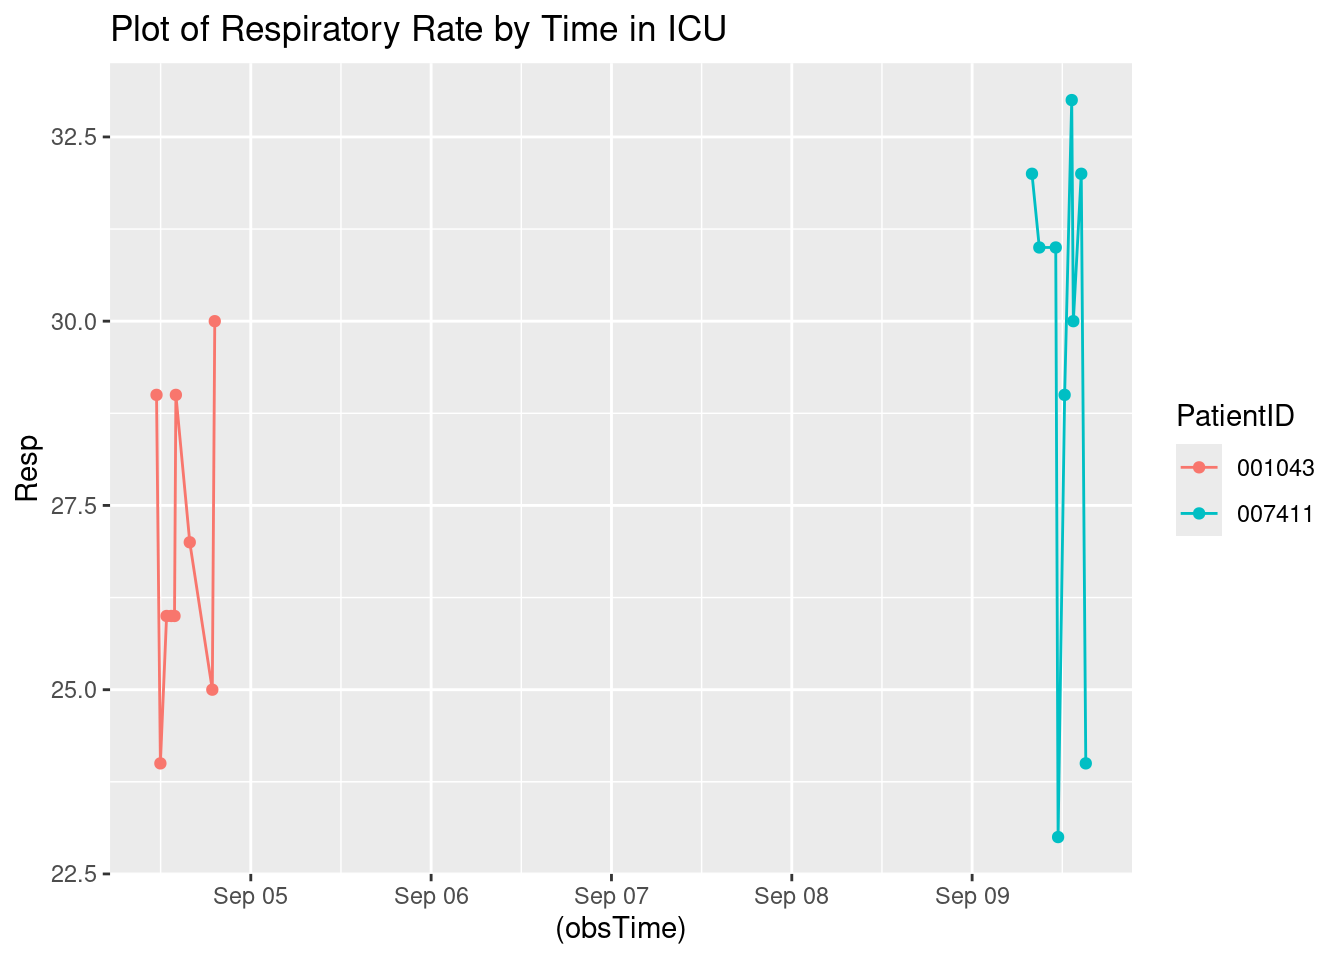 Plot of Respiratory Rate by Time in ICU
32.5
30.0
27.5
25.0
22.5
Resp
Sep 05 Sep 06 Sep 07 Sep 08 Sep 09
(obsTime)
PatientID
001043
007411